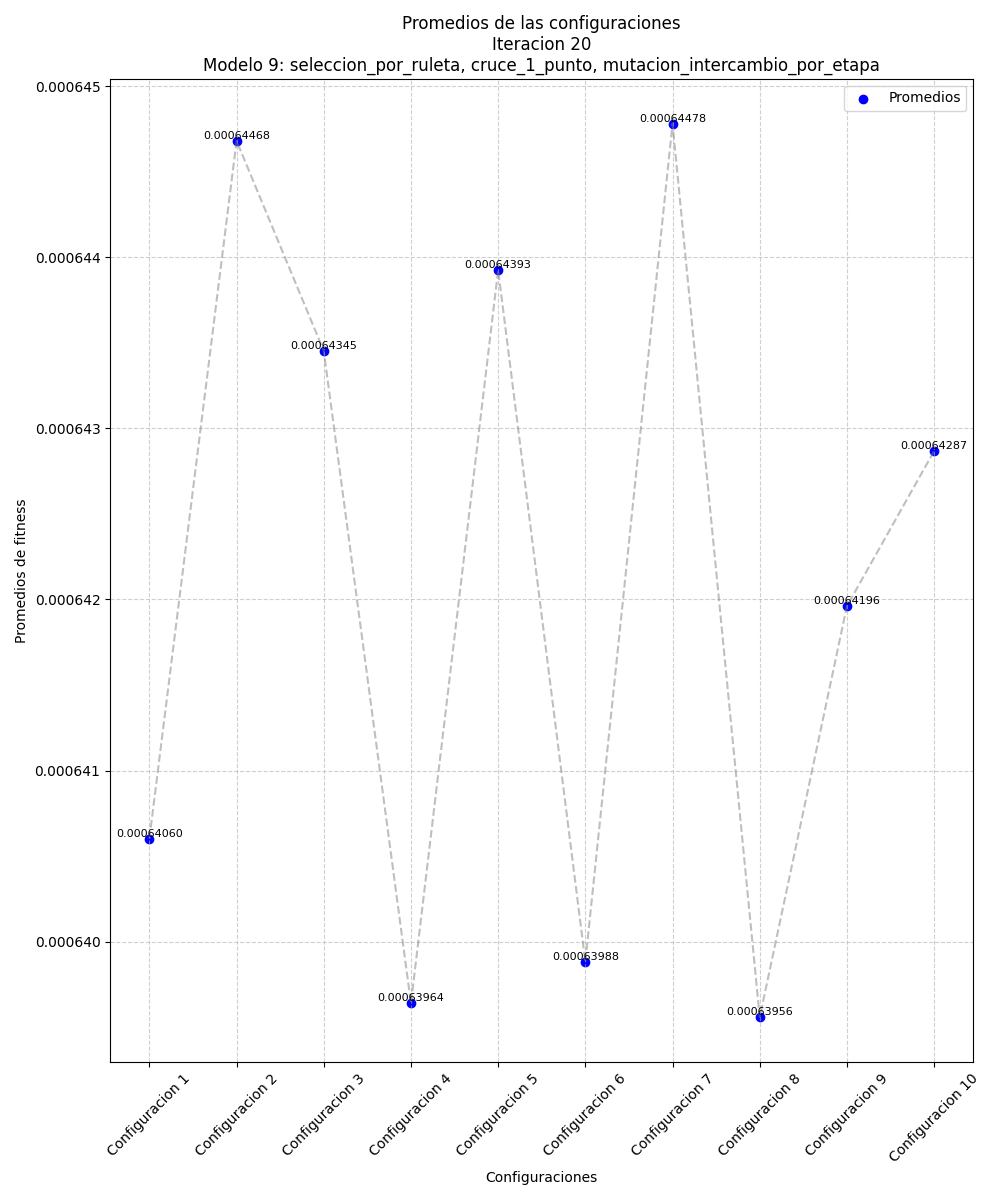 Promedios de las configuraciones
Iteracion 20
Modelo 9: seleccion_por_ruleta, cruce_1_punto, mutacion_intercambio_por_etapa
Promedios
0.000645
0.000644
0.000643
0.000642
0.000641
0.000640
Promedios de fitness
0.00064060
0.00064468
0.00064345
0.00063964
0.00064393
0.00063988
0.00064478
0.00063956
0.00064196
0.00064287
Configuracion 1
Configuracion 2
Configuracion 3
Configuracion 4
Configuracion 5
Configuracion 6
Configuracion 7
Configuracion 8
Configuracion 9
Configuracion 10
Configuraciones